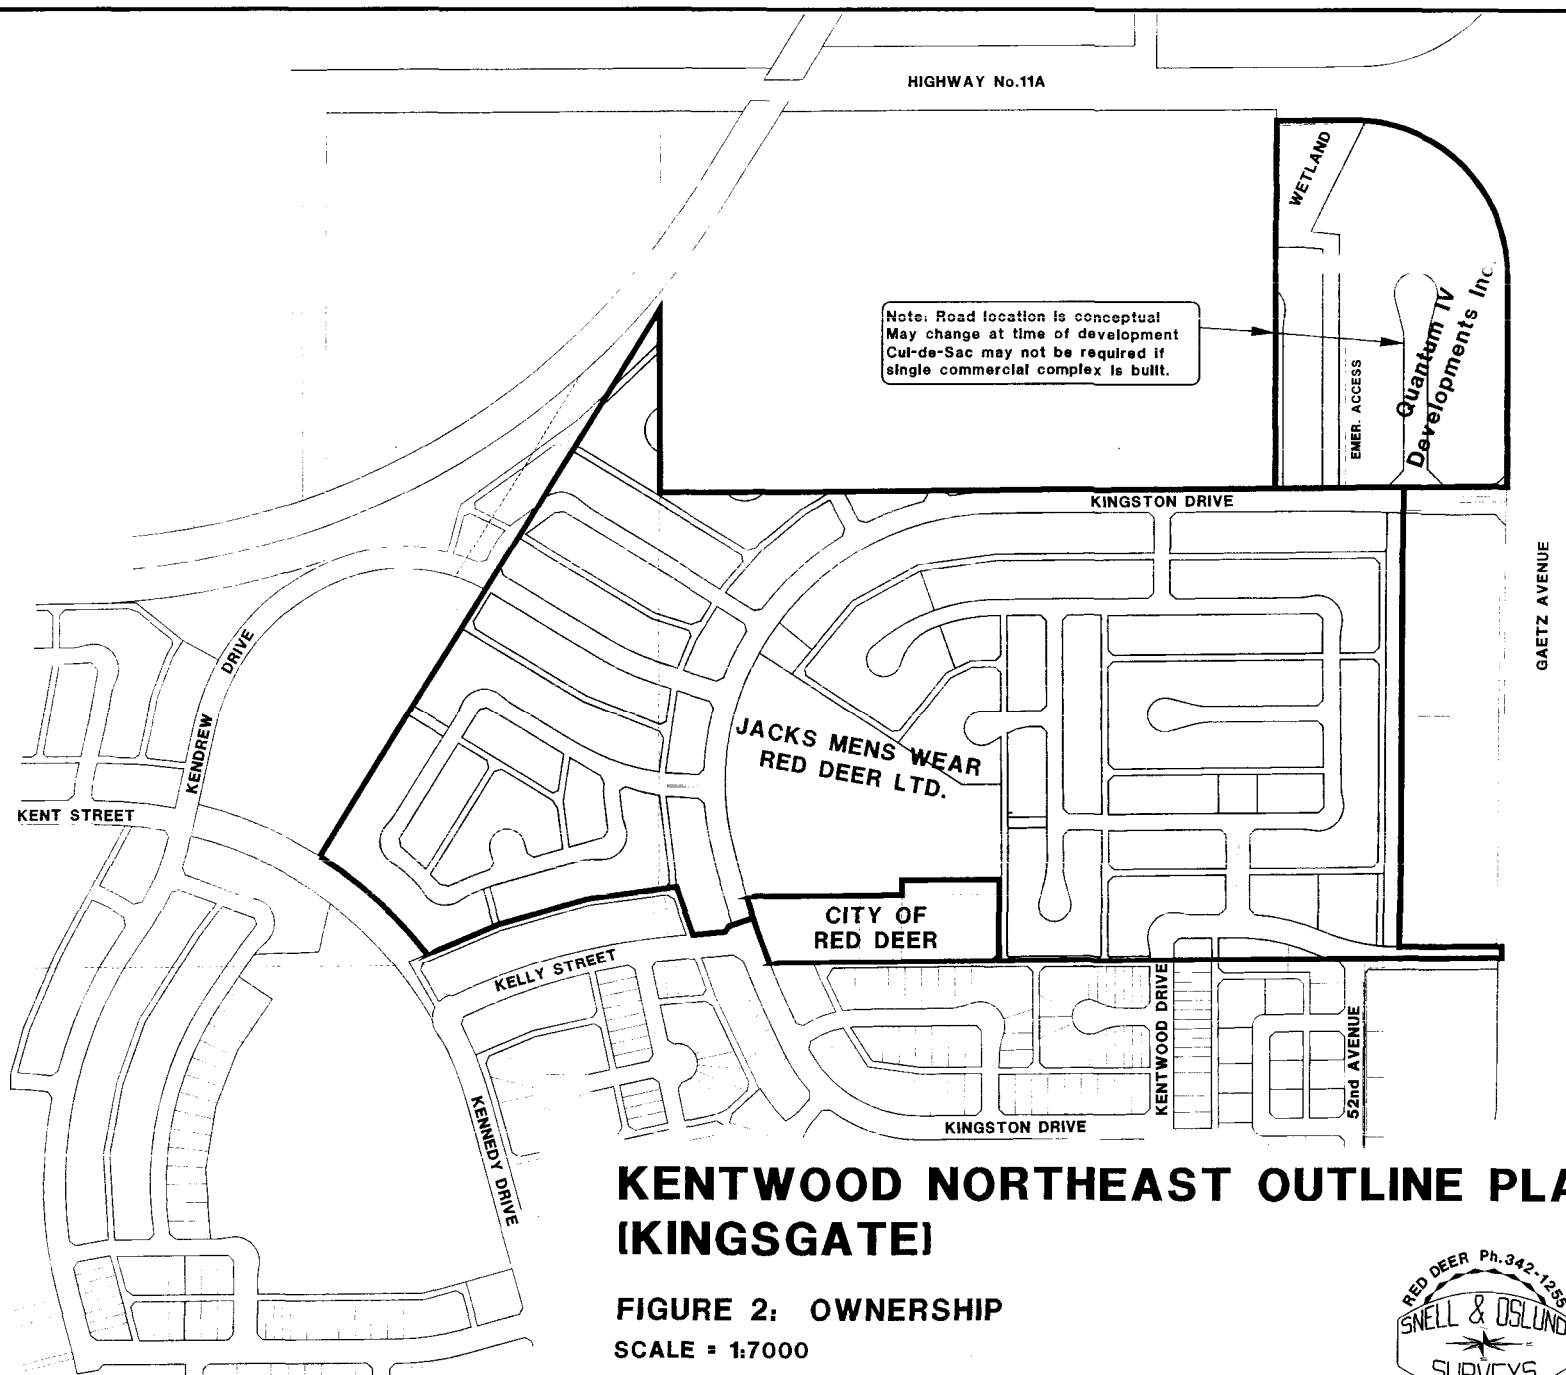 HIGHWAY No.11A
WETLAND
Note: Road location is conceptual
May change at time of development
Cul-de-Sac may not be required if
single commercial complex is built.
EMER. ACCESS
Quantum IV
Developments Inc.
KINGSTON DRIVE
GAETZ AVENUE
KENDREW DRIVE
JACKS MENS WEAR
RED DEER LTD.
KENT STREET
CITY OF
RED DEER
KELLY STREET
KENTWOOD DRIVE
52nd AVENUE
KENNEDY DRIVE
KINGSTON DRIVE
KENTWOOD NORTHEAST OUTLINE PLA
(KINGSGATE)
FIGURE 2: OWNERSHIP
SCALE = 1:7000
RED DEER Ph.342-1255
SNELL & OSLUND
SURVEYS